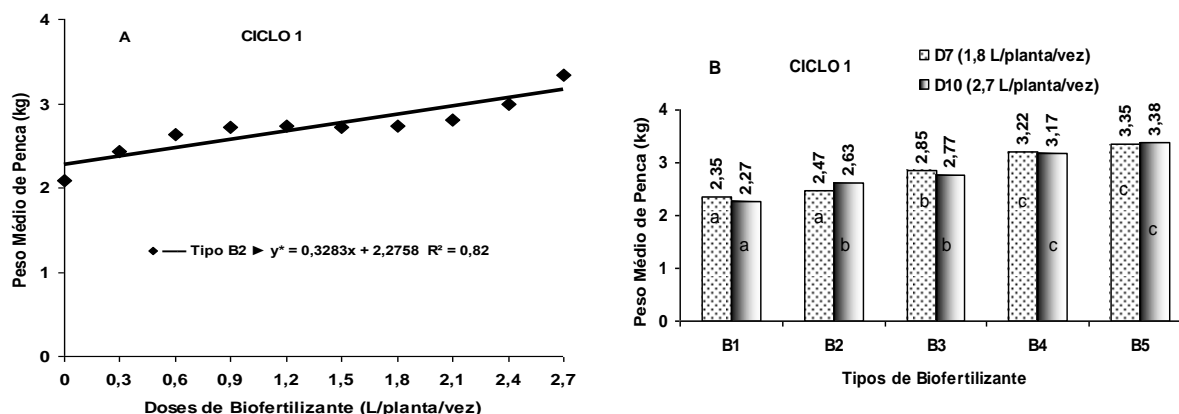 A CICLO 1
Peso Médio de Penca (kg)
4
3
2
1
0
Tipo B2 ► y* = 0,3283x + 2,2758 R² = 0,82
0 0,3 0,6 0,9 1,2 1,5 1,8 2,1 2,4 2,7
Doses de Biofertilizante (L/planta/vez)
B CICLO 1
D7 (1,8 L/planta/vez)
D10 (2,7 L/planta/vez)
Peso Médio de Penca (kg)
4
3
2
1
0
2,35 2,27 2,47 2,63 2,85 2,77 3,22 3,17 3,35 3,38
a a a b b b c c c c
B1 B2 B3 B4 B5
Tipos de Biofertilizante